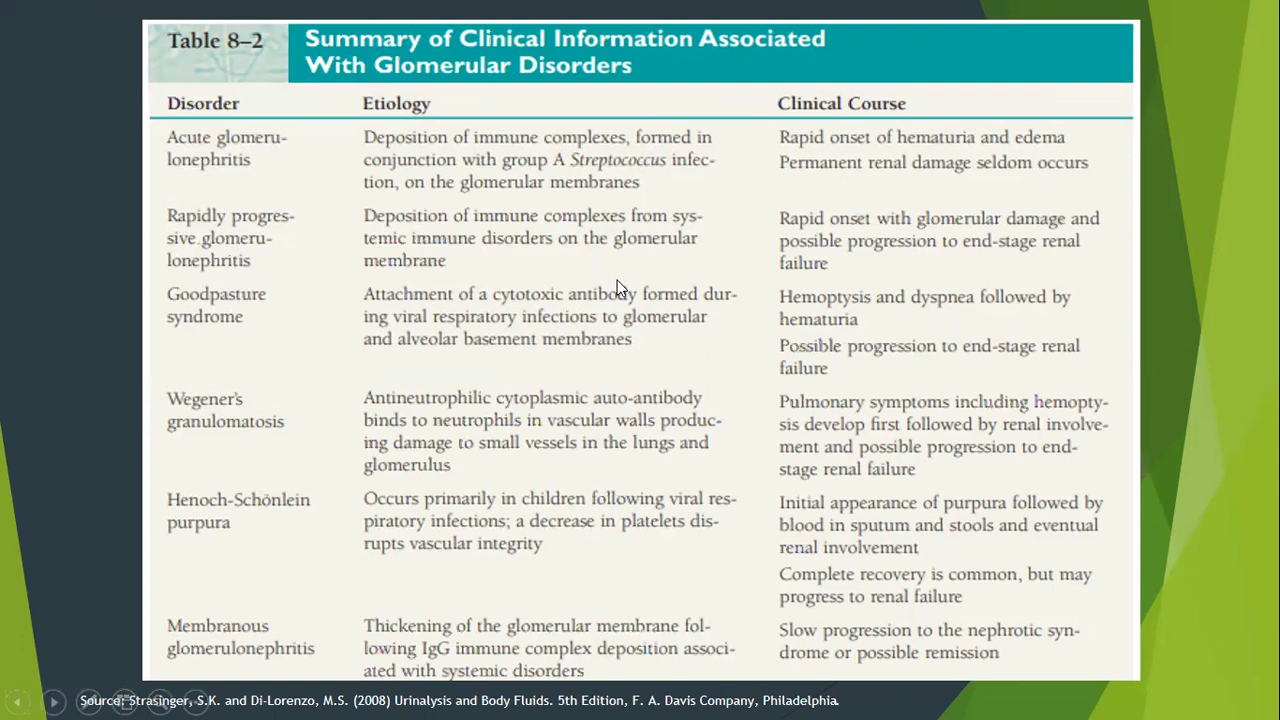 Table 8–2
Summary of Clinical Information Associated
With Glomerular Disorders
Disorder
Etiology
Clinical Course
Acute glomeru-
lonephritis
Deposition of immune complexes, formed in
conjunction with group A Streptococcus infec-
tion, on the glomerular membranes
Rapid onset of hematuria and edema
Permanent renal damage seldom occurs
Rapidly progres-
sive glomeru-
lonephritis
Deposition of immune complexes from sys-
temic immune disorders on the glomerular
membrane
Rapid onset with glomerular damage and
possible progression to end-stage renal
failure
Goodpasture
syndrome
Attachment of a cytotoxic antibody formed dur-
ing viral respiratory infections to glomerular
and alveolar basement membranes
Hemoptysis and dyspnea followed by
hematuria
Possible progression to end-stage renal
failure
Wegener's
granulomatosis
Antineutrophilic cytoplasmic auto-antibody
binds to neutrophils in vascular walls produc-
ing damage to small vessels in the lungs and
glomerulus
Pulmonary symptoms including hemopty-
sis develop first followed by renal involve-
ment and possible progression to end-
stage renal failure
Henoch-Schönlein
purpura
Occurs primarily in children following viral res-
piratory infections; a decrease in platelets dis-
rupts vascular integrity
Initial appearance of purpura followed by
blood in sputum and stools and eventual
renal involvement
Complete recovery is common, but may
progress to renal failure
Membranous
glomerulonephritis
Thickening of the glomerular membrane fol-
lowing IgG immune complex deposition associ-
ated with systemic disorders
Slow progression to the nephrotic syn-
drome or possible remission
Source: Strasinger, S.K. and Di-Lorenzo, M.S. (2008) Urinalysis and Body Fluids. 5th Edition, F. A. Davis Company, Philadelphia.